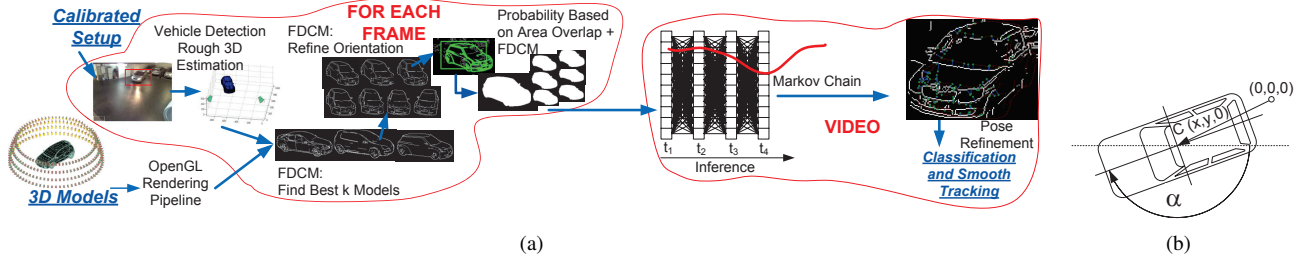 Calibrated
Setup
Vehicle Detection
Rough 3D
Estimation
FOR EACH
FRAME
FDCM:
Refine Orientation
Probability Based
on Area Overlap +
FDCM
3D Models
OpenGL
Rendering
Pipeline
FDCM:
Find Best k Models
t1 t2 t3 t4
Inference
Markov Chain
VIDEO
Pose
Refinement
Classification
and Smooth
Tracking
(0,0,0)
C (x,y,0)
α
(a)
(b)